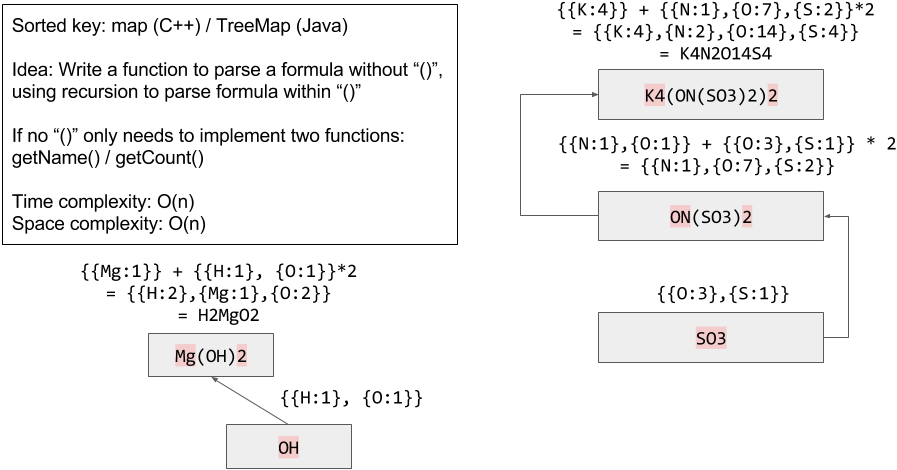 Sorted key: map (C++) / TreeMap (Java)
Idea: Write a function to parse a formula without “()”,
using recursion to parse formula within “()”
If no “()” only needs to implement two functions:
getName() / getCount()
Time complexity: O(n)
Space complexity: O(n)
{{Mg:1}} + {{H:1}, {O:1}}*2
= {{H:2},{Mg:1},{O:2}}
= H2MgO2
Mg(OH)2
{{H:1}, {O:1}}
OH
{{K:4}} + {{N:1},{O:7},{S:2}}*2
= {{K:4},{N:2},{O:14},{S:4}}
= K4N2O14S4
K4(ON(SO3)2)2
{{N:1},{O:1}} + {{O:3},{S:1}} * 2
= {{N:1},{O:7},{S:2}}
ON(SO3)2
{{O:3},{S:1}}
SO3